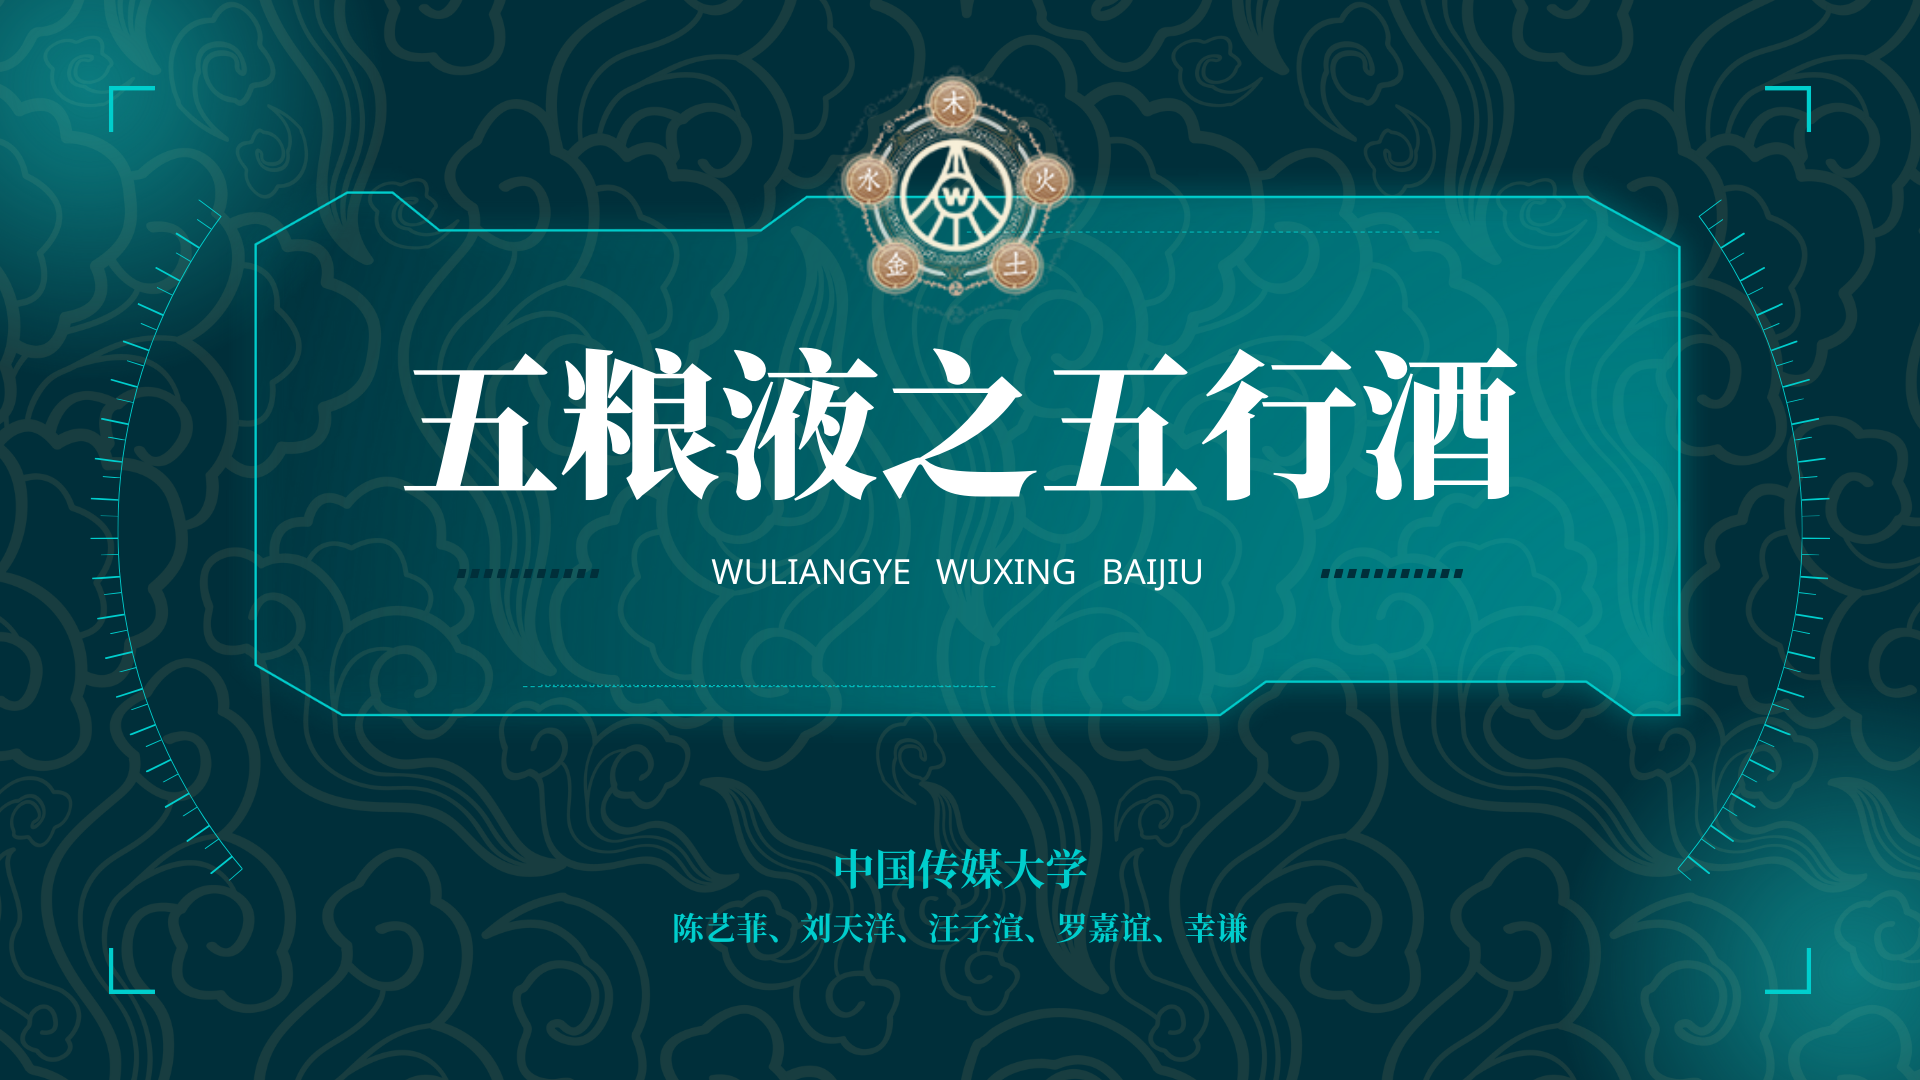 木
水
火
W
金
土
五粮液之五行酒
WULIANGYE WUXING BAIJIU
中国传媒大学
陈艺菲、刘天洋、汪子渲、罗嘉谊、幸谦